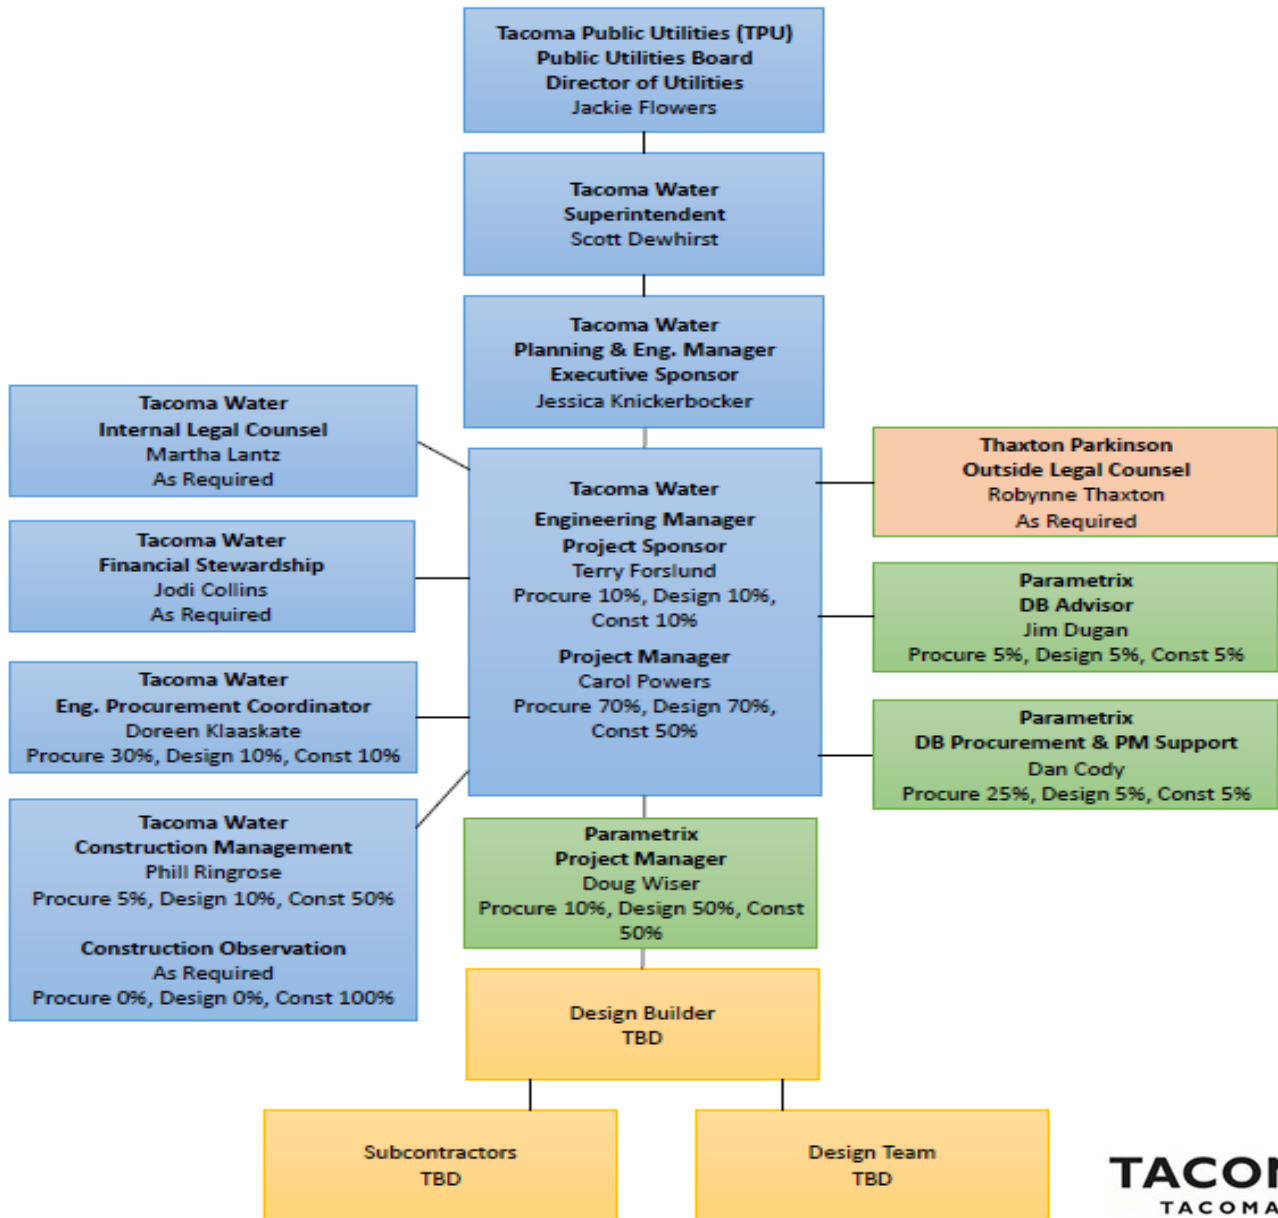 Tacoma Public Utilities (TPU)
Public Utilities Board
Director of Utilities
Jackie Flowers
Tacoma Water
Superintendent
Scott Dewhirst
Tacoma Water
Planning & Eng. Manager
Executive Sponsor
Jessica Knickerbocker
Tacoma Water
Internal Legal Counsel
Martha Lantz
As Required
Tacoma Water
Financial Stewardship
Jodi Collins
As Required
Tacoma Water
Eng. Procurement Coordinator
Doreen Klaaskate
Procure 30%, Design 10%, Const 10%
Tacoma Water
Construction Management
Phill Ringrose
Procure 5%, Design 10%, Const 50%
Construction Observation
As Required
Procure 0%, Design 0%, Const 100%
Tacoma Water
Engineering Manager
Project Sponsor
Terry Forslund
Procure 10%, Design 10%,
Const 10%
Project Manager
Carol Powers
Procure 70%, Design 70%,
Const 50%
Thaxton Parkinson
Outside Legal Counsel
Robynne Thaxton
As Required
Parametrix
DB Advisor
Jim Dugan
Procure 5%, Design 5%, Const 5%
Parametrix
DB Procurement & PM Support
Dan Cody
Procure 25%, Design 5%, Const 5%
Parametrix
Project Manager
Doug Wiser
Procure 10%, Design 50%, Const
50%
Design Builder
TBD
Subcontractors
TBD
Design Team
TBD
TACOMA